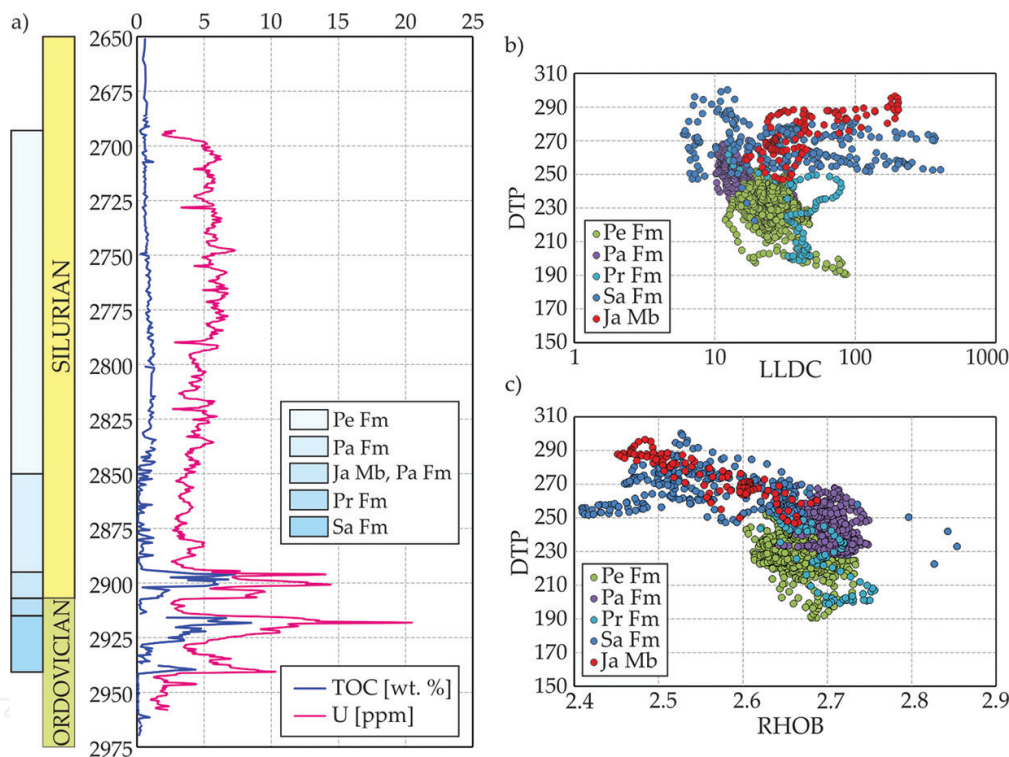 a)
0 5 10 15 20 25
2650
2675
2700
2725
2750
2775
2800
2825
2850
2875
2900
2925
2950
2975
SILURIAN
ORDOVICIAN
Pe Fm
Pa Fm
Ja Mb, Pa Fm
Pr Fm
Sa Fm
TOC [wt. %]
U [ppm]
b)
310
290
270
250
230
210
190
170
150
DTP
Pe Fm
Pa Fm
Pr Fm
Sa Fm
Ja Mb
1 10 100 1000
LLDC
c)
310
290
270
250
230
210
190
170
150
DTP
Pe Fm
Pa Fm
Pr Fm
Sa Fm
Ja Mb
2.4 2.5 2.6 2.7 2.8 2.9
RHOB